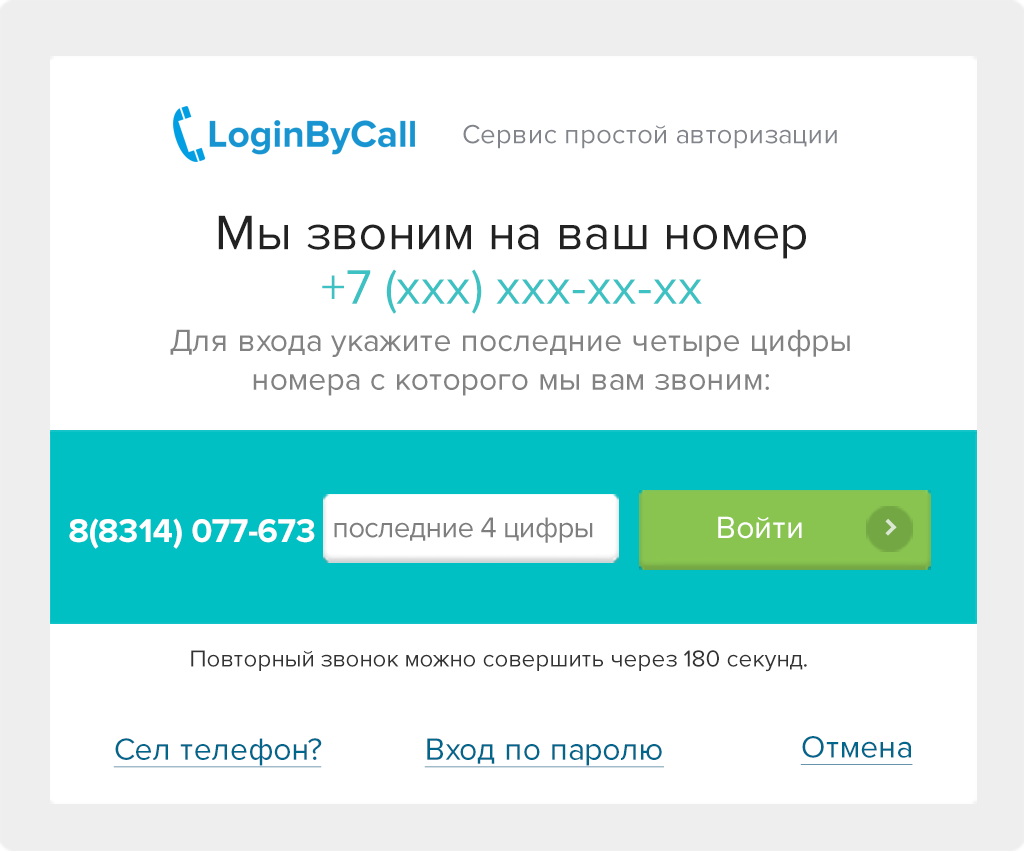 LoginByCall Сервис простой авторизации
Мы звоним на ваш номер
+7 (xxx) xxx-xx-xx
Для входа укажите последние четыре цифры
номера с которого мы вам звоним:
8(8314) 077-673 последние 4 цифры Войти
Повторный звонок можно совершить через 180 секунд.
Сел телефон? Вход по паролю Отмена